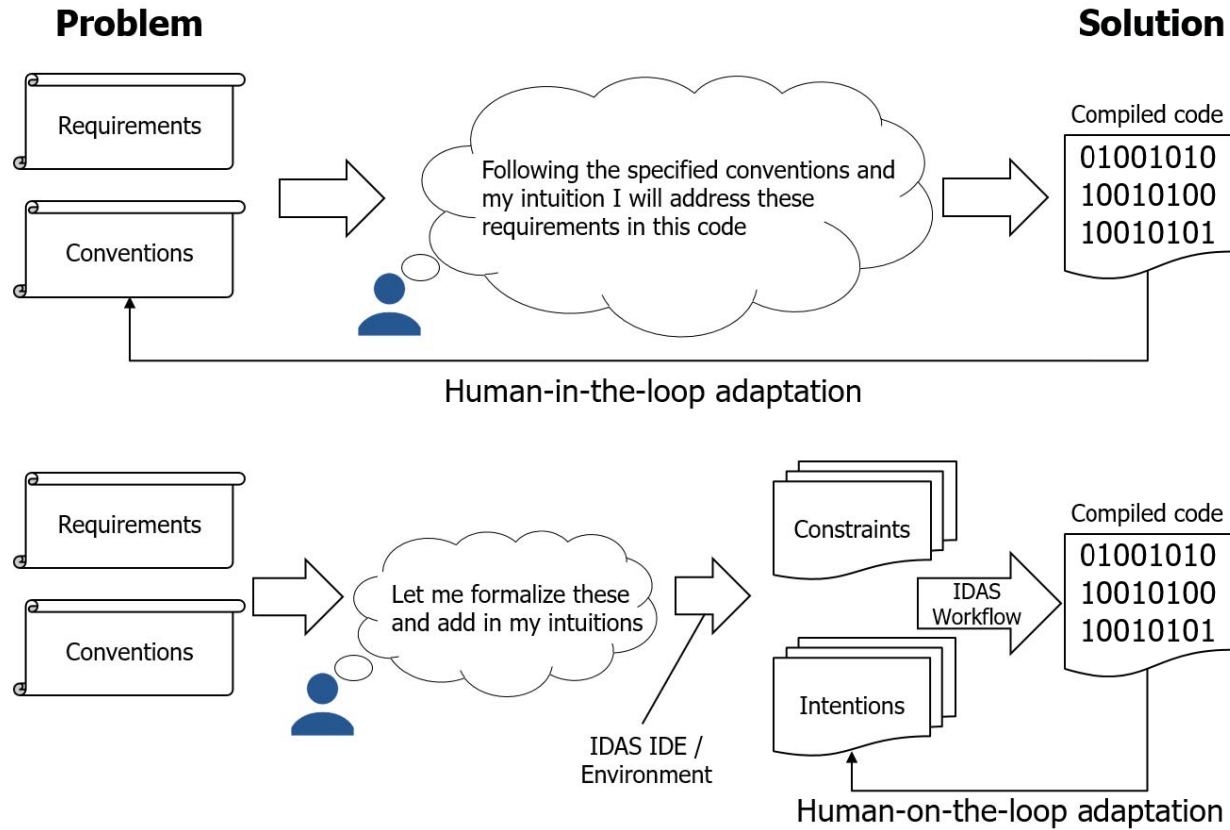 Problem
Solution
Requirements
Conventions
Following the specified conventions and
my intuition I will address these
requirements in this code
Compiled code
01001010
10010100
10010101
Human-in-the-loop adaptation
Requirements
Conventions
Let me formalize these
and add in my intuitions
IDAS IDE /
Environment
Constraints
Intentions
IDAS
Workflow
Compiled code
01001010
10010100
10010101
Human-on-the-loop adaptation